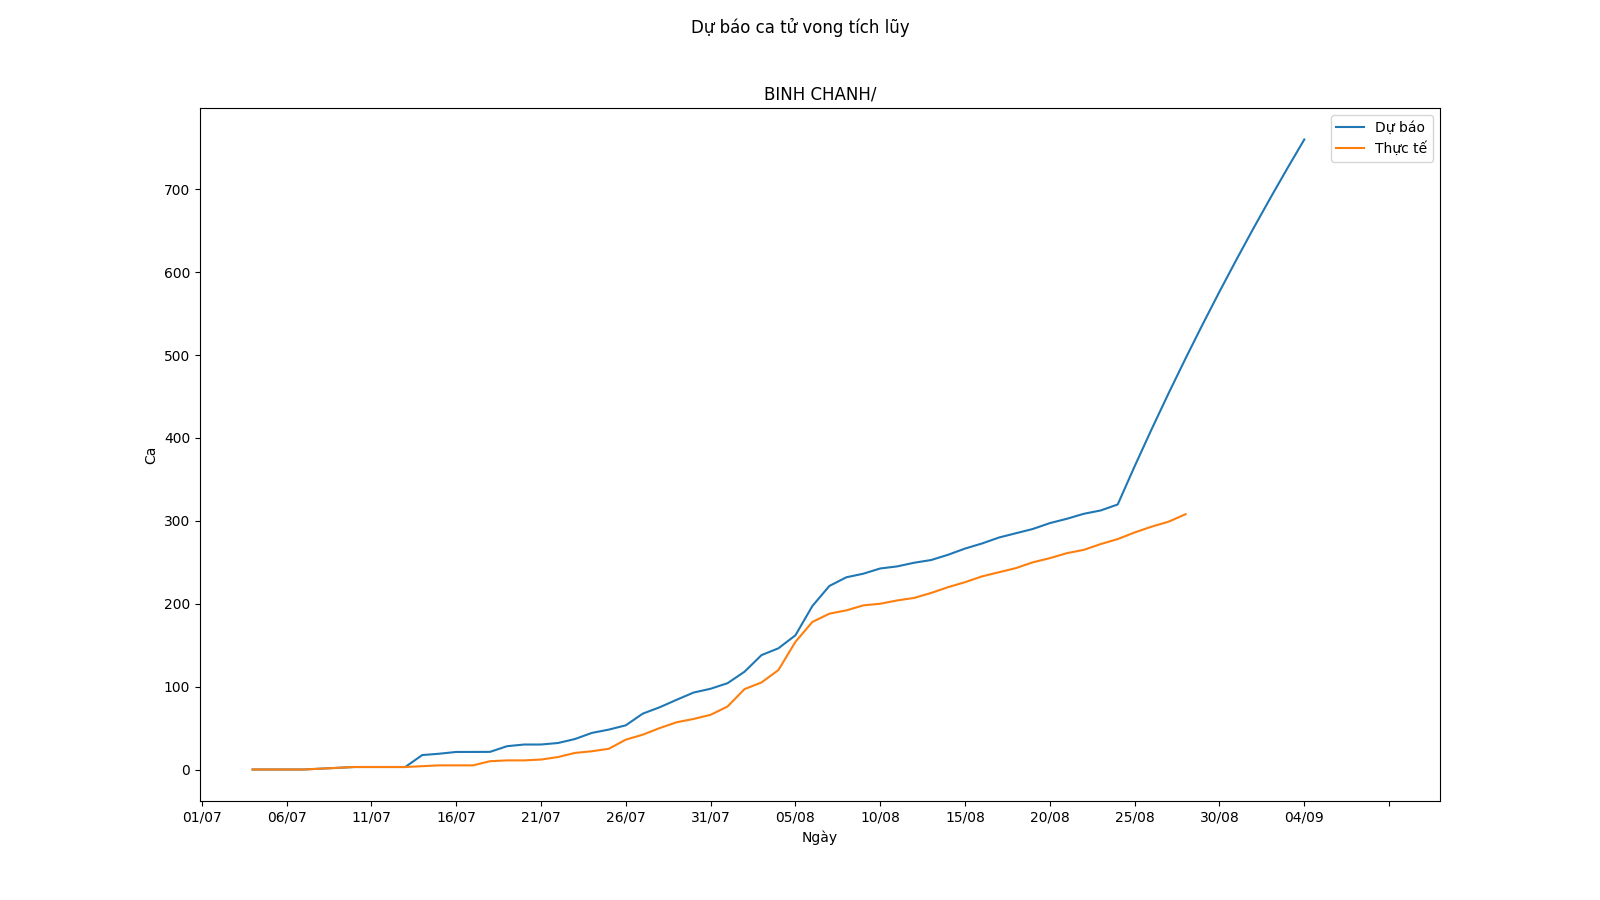 Dự báo ca tử vong tích lũy
BINH CHANH/
Dự báo
Thực tế
700
600
500
400
300
200
100
0
Ca
01/07 06/07 11/07 16/07 21/07 26/07 31/07 05/08 10/08 15/08 20/08 25/08 30/08 04/09
Ngày